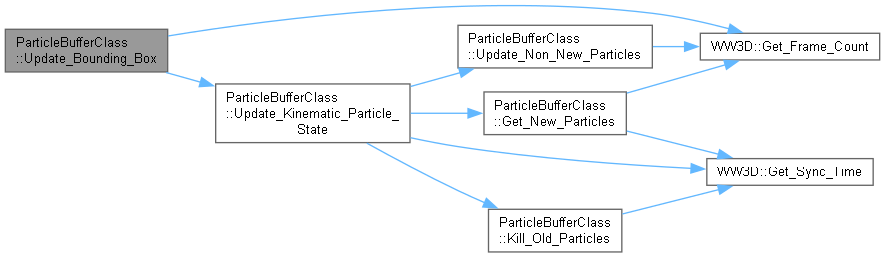 ParticleBufferClass
::Update_Bounding_Box
ParticleBufferClass
::Update_Kinematic_Particle_
State
ParticleBufferClass
::Update_Non_New_Particles
ParticleBufferClass
::Get_New_Particles
ParticleBufferClass
::Kill_Old_Particles
WW3D::Get_Frame_Count
WW3D::Get_Sync_Time